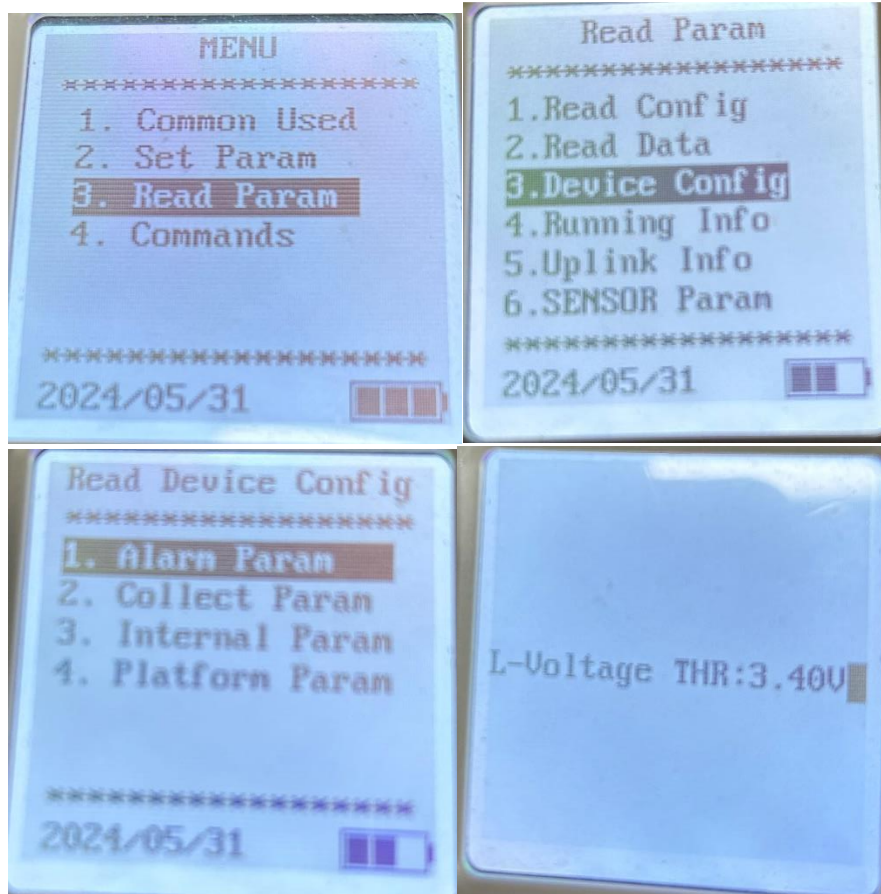 MENU
******************
1. Common Used
2. Set Param
3. Read Param
4. Commands
******************
2024/05/31
Read Param
******************
1.Read Config
2.Read Data
3.Device Config
4.Running Info
5.Uplink Info
6.SENSOR Param
******************
2024/05/31
Read Device Config
******************
1. Alarm Param
2. Collect Param
3. Internal Param
4. Platform Param
******************
2024/05/31
L-Voltage THR:3.40V